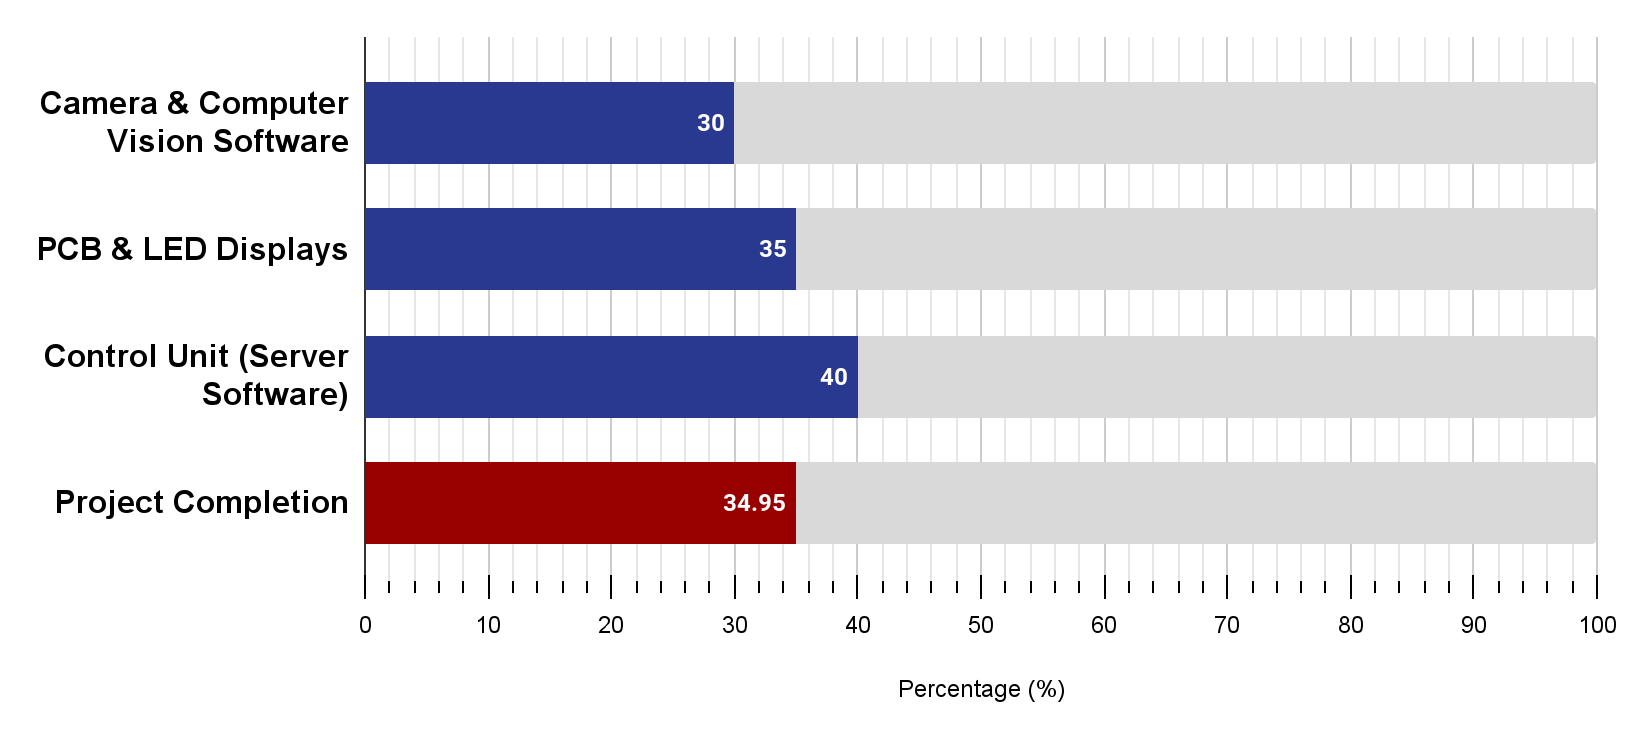 Camera & Computer
Vision Software
30
PCB & LED Displays
35
Control Unit (Server
Software)
40
Project Completion
34.95
0 10 20 30 40 50 60 70 80 90 100
Percentage (%)